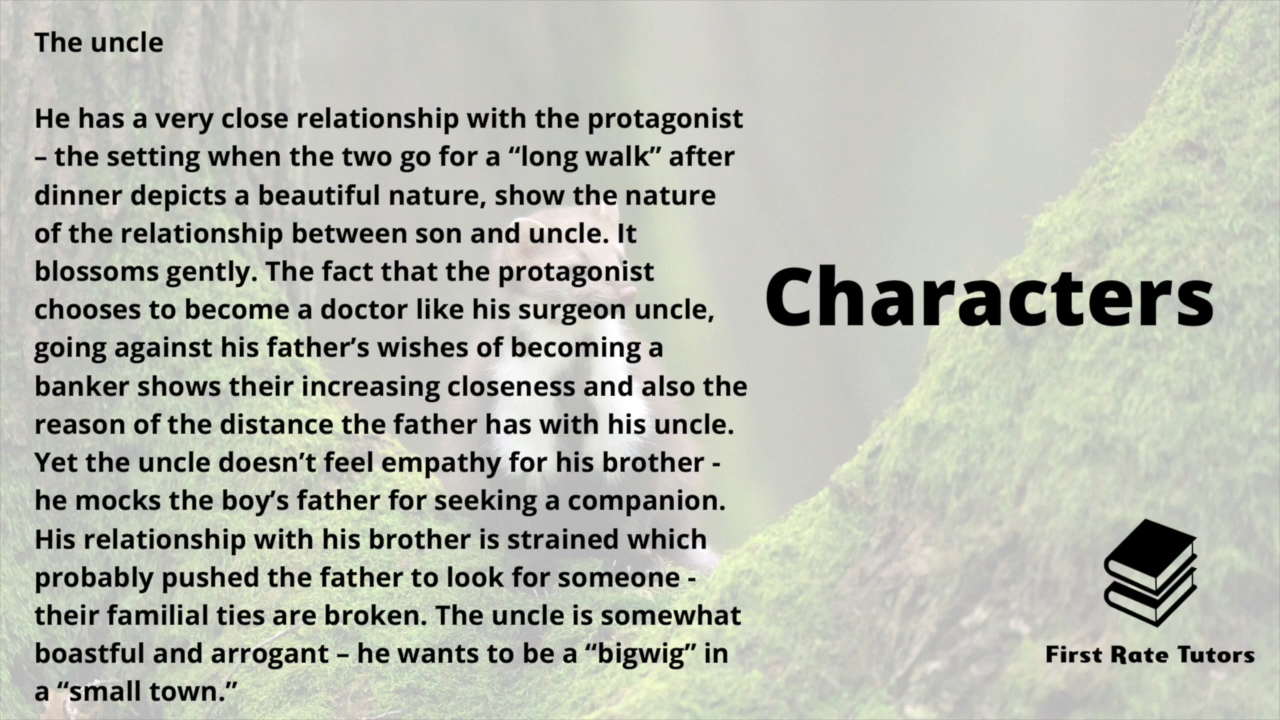 The uncle
He has a very close relationship with the protagonist
– the setting when the two go for a “long walk” after
dinner depicts a beautiful nature, show the nature
of the relationship between son and uncle. It
blossoms gently. The fact that the protagonist
chooses to become a doctor like his surgeon uncle,
going against his father’s wishes of becoming a
banker shows their increasing closeness and also the
reason of the distance the father has with his uncle.
Yet the uncle doesn’t feel empathy for his brother -
he mocks the boy’s father for seeking a companion.
His relationship with his brother is strained which
probably pushed the father to look for someone -
their familial ties are broken. The uncle is somewhat
boastful and arrogant – he wants to be a “bigwig” in
a “small town.”
Characters
First Rate Tutors